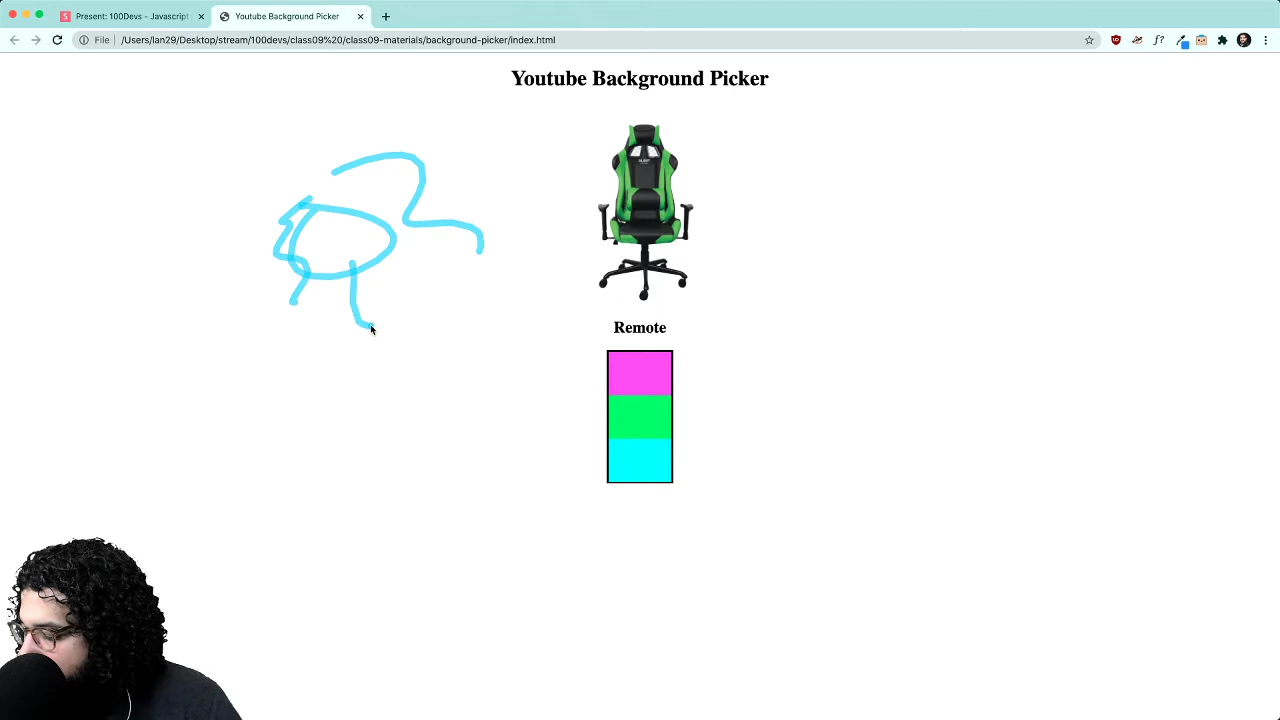 Present: 100Devs - Javascript
Youtube Background Picker
File
/Users/lan29/Desktop/stream/100devs/class09%20/class09-materials/background-picker/index.html
f?
Youtube Background Picker
Remote